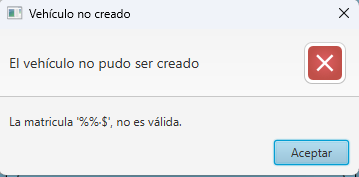 Vehículo no creado
El vehículo no pudo ser creado
La matricula '%%-$', no es válida.
Aceptar